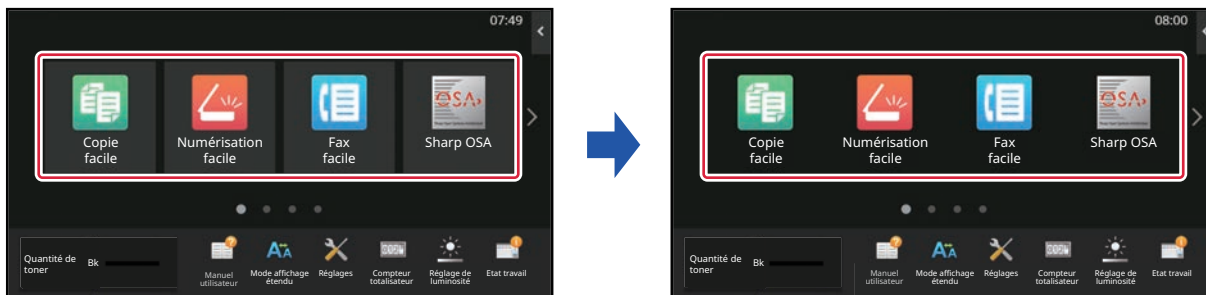 07:49
Copie
facile
Numérisation
facile
Fax
facile
OSA
Sharp OSA
Quantité de
toner
Bk
Manuel
utilisateur
Mode affichage
étendu
Réglages
Compteur
totalisateur
Réglage de
luminosité
Etat travail
08:00
Copie
facile
Numérisation
facile
Fax
facile
OSA
Sharp OSA
Quantité de
toner
Bk
Manuel
utilisateur
Mode affichage
étendu
Réglages
Compteur
totalisateur
Réglage de
luminosité
Etat travail